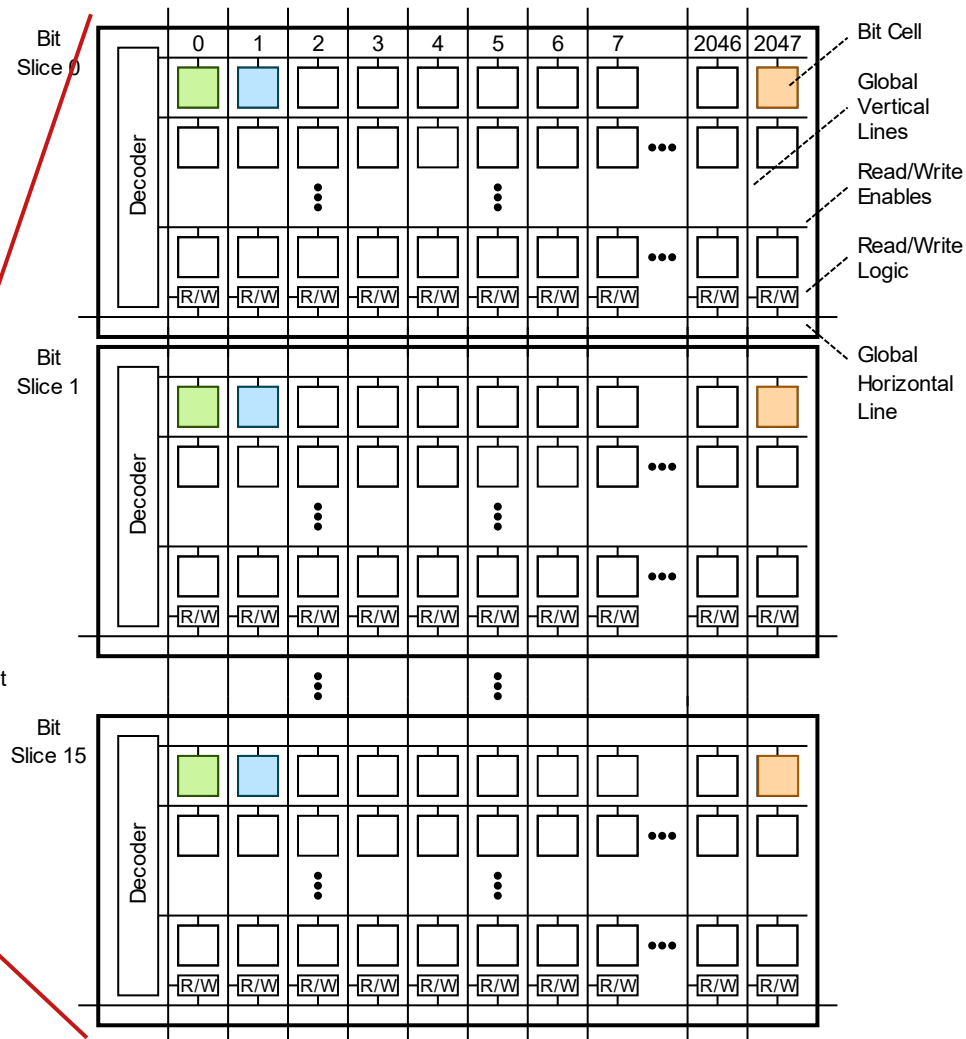 Bit
Slice 0
0 1 2 3 4 5 6 7 2046 2047
Decoder
R/W R/W R/W R/W R/W R/W R/W R/W R/W R/W
Bit Cell
Global
Vertical
Lines
Read/Write
Enables
Read/Write
Logic
Global
Horizontal
Line
Bit
Slice 1
Decoder
R/W R/W R/W R/W R/W R/W R/W R/W R/W R/W
t
Bit
Slice 15
Decoder
R/W R/W R/W R/W R/W R/W R/W R/W R/W R/W